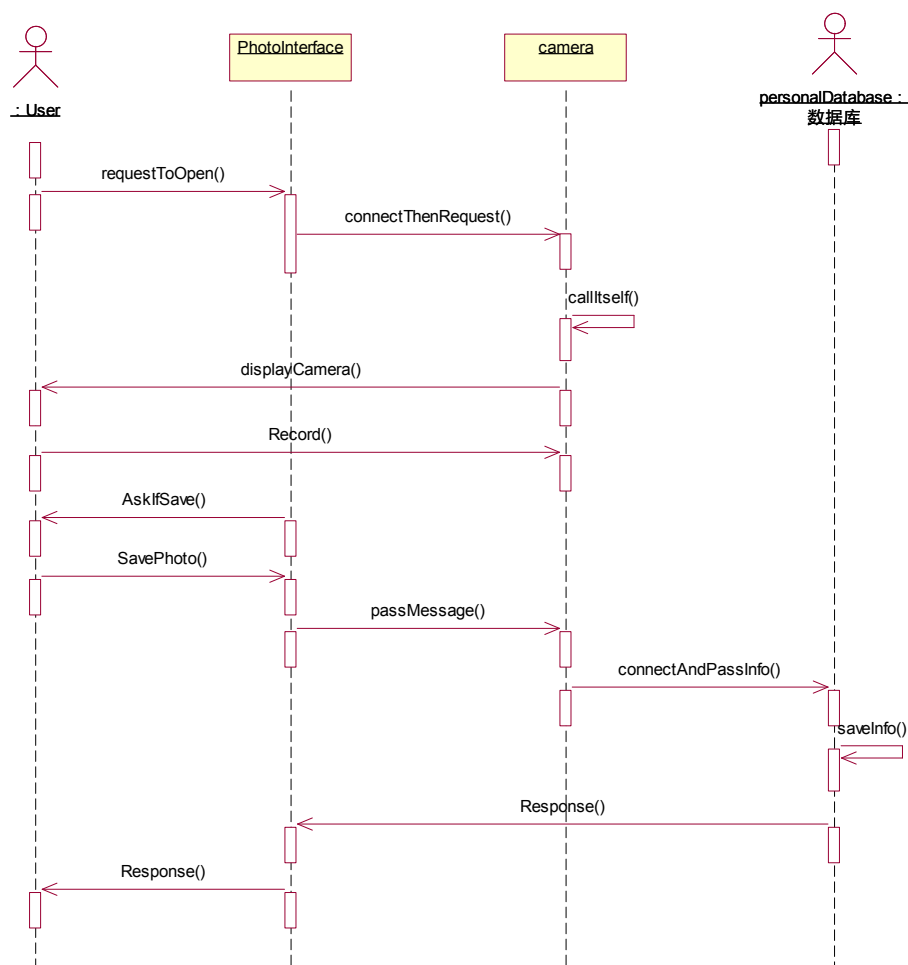 PhotoInterface
camera
: User
personalDatabase :
数据库
requestToOpen()
connectThenRequest()
callItself()
displayCamera()
Record()
AskIfSave()
SavePhoto()
passMessage()
connectAndPassInfo()
saveInfo()
Response()
Response()